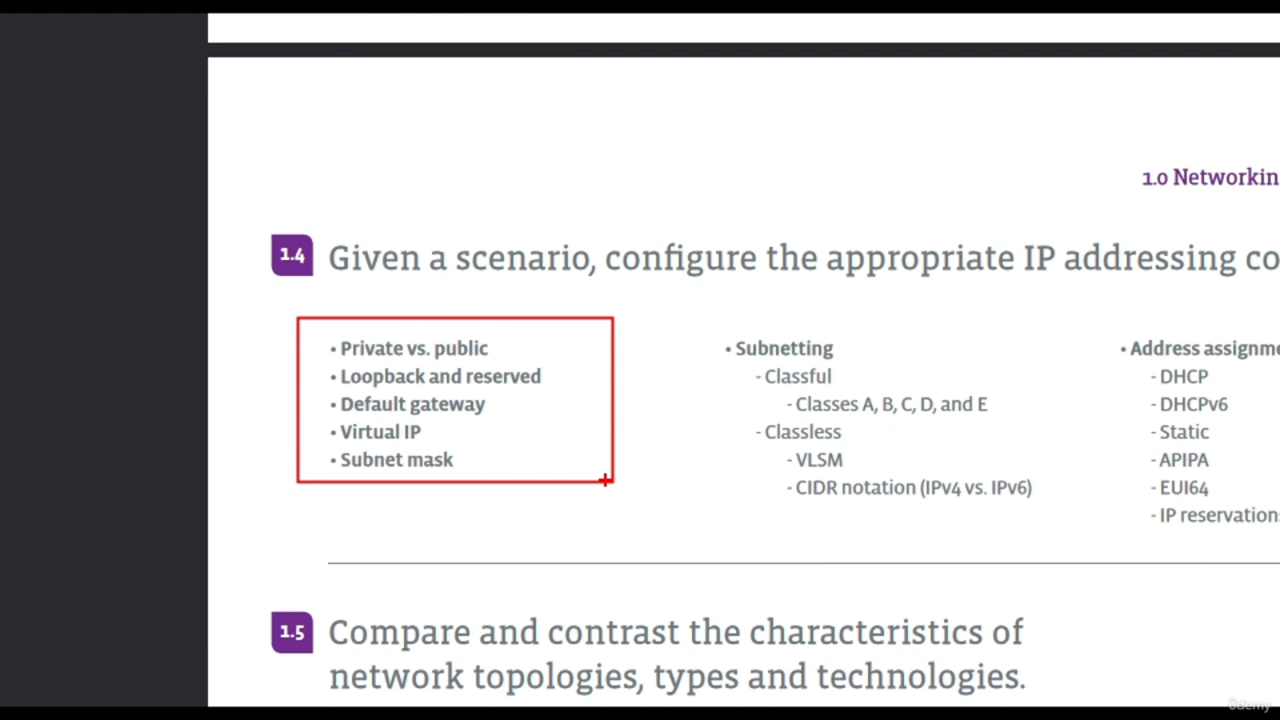 1.0 Networkin
1.4 Given a scenario, configure the appropriate IP addressing co
• Private vs. public
• Loopback and reserved
• Default gateway
• Virtual IP
• Subnet mask
• Subnetting
- Classful
- Classes A, B, C, D, and E
- Classless
- VLSM
- CIDR notation (IPv4 vs. IPv6)
• Address assignme
- DHCP
- DHCPv6
- Static
- APIPA
- EUI64
- IP reservations
1.5 Compare and contrast the characteristics of
network topologies, types and technologies.
ûdemy